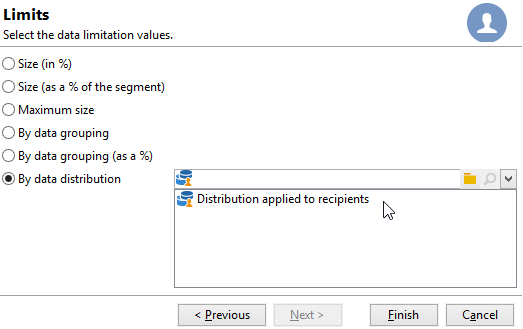 Limits
Select the data limitation values.
Size (in %)
Size (as a % of the segment)
Maximum size
By data grouping
By data grouping (as a %)
By data distribution
Distribution applied to recipients
< Previous
Next >
Finish
Cancel